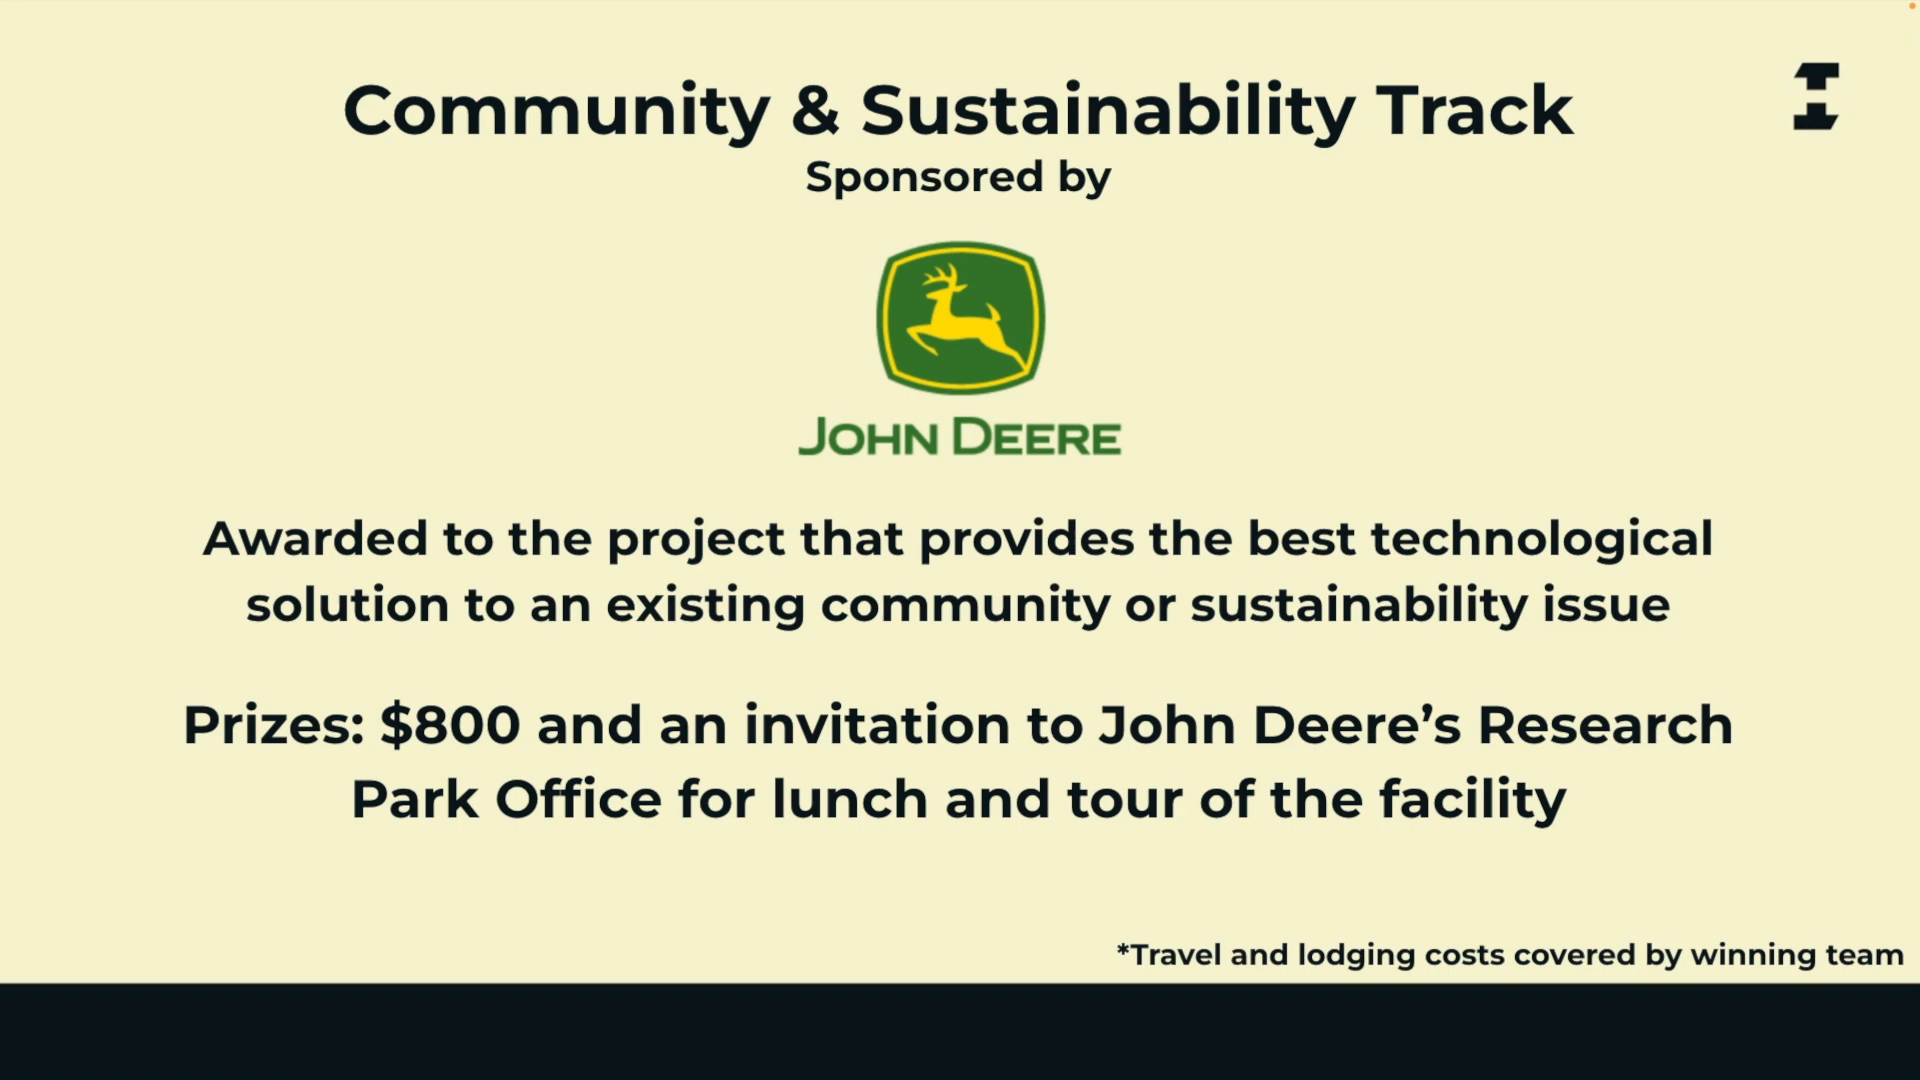 Community & Sustainability Track
Sponsored by
JOHN DEERE
Awarded to the project that provides the best technological
solution to an existing community or sustainability issue
Prizes: $800 and an invitation to John Deere’s Research
Park Office for lunch and tour of the facility
*Travel and lodging costs covered by winning team